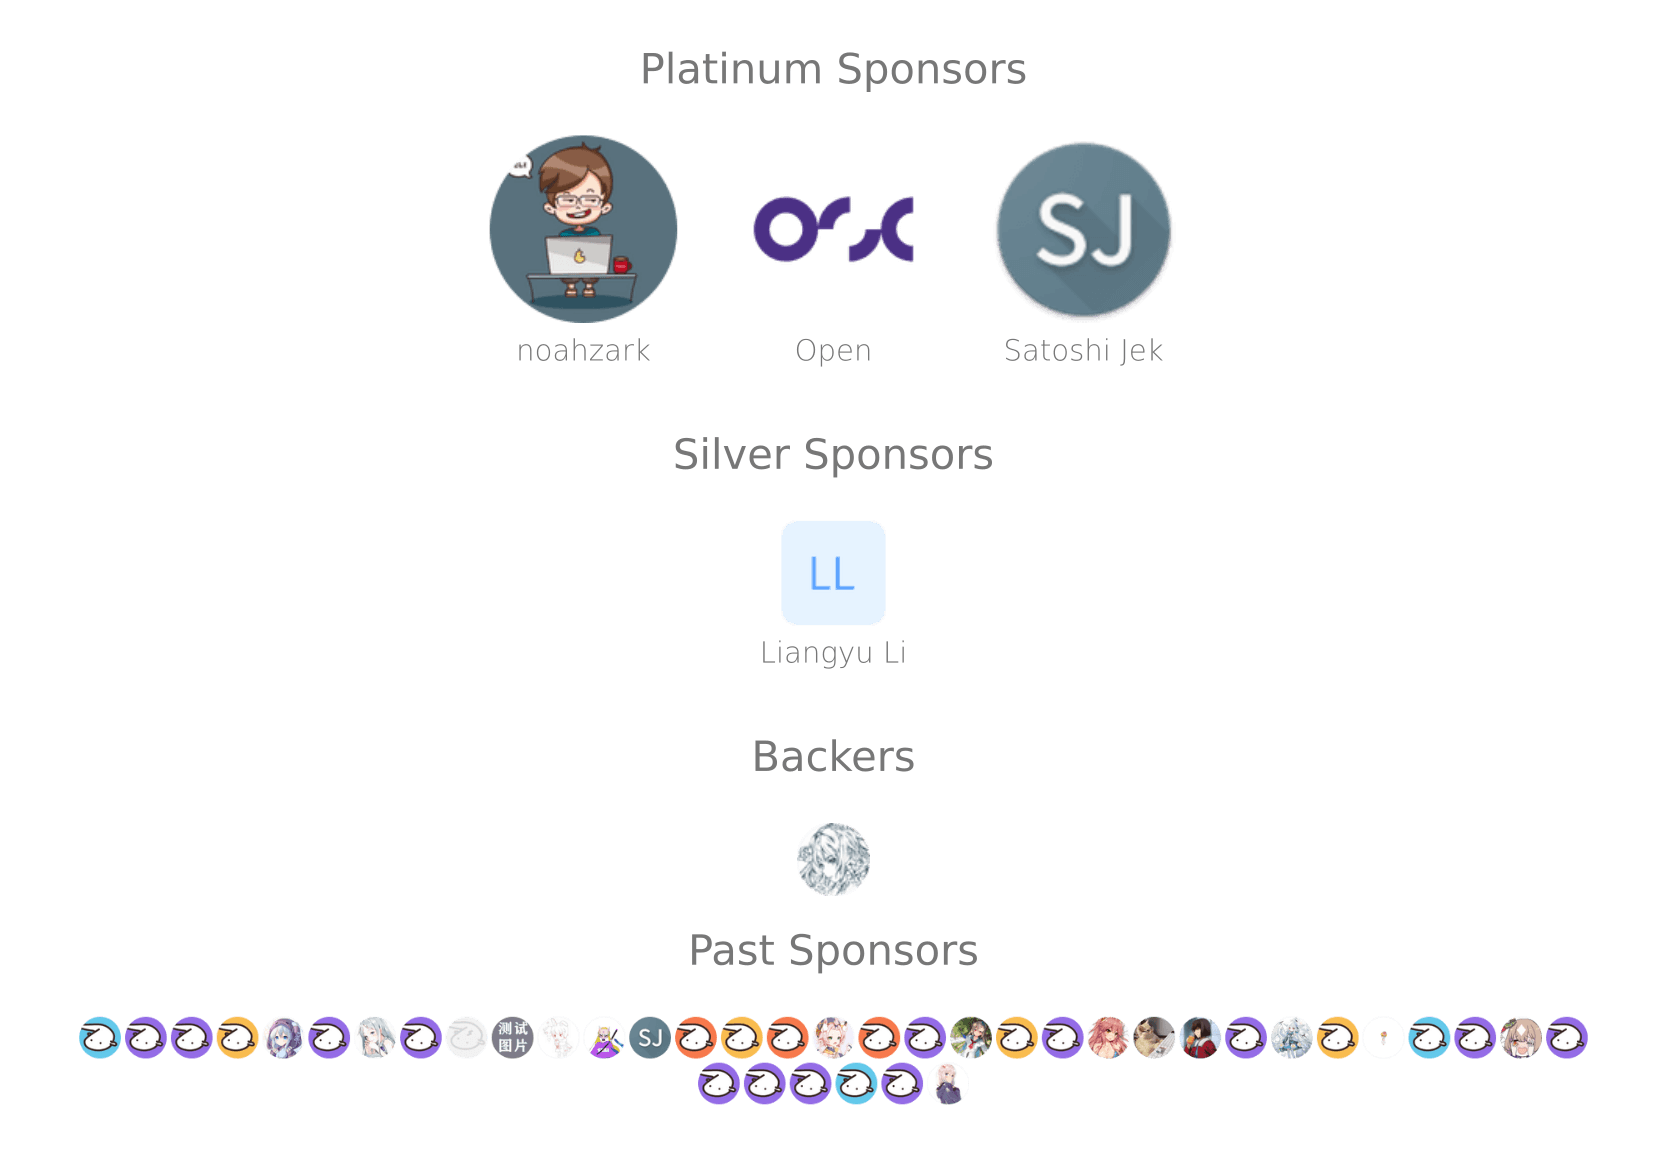 Platinum Sponsors
SJ
noahzark
Open
Satoshi Jek
Silver Sponsors
LL
Liangyu Li
Backers
Past Sponsors
测试
图片
SJ